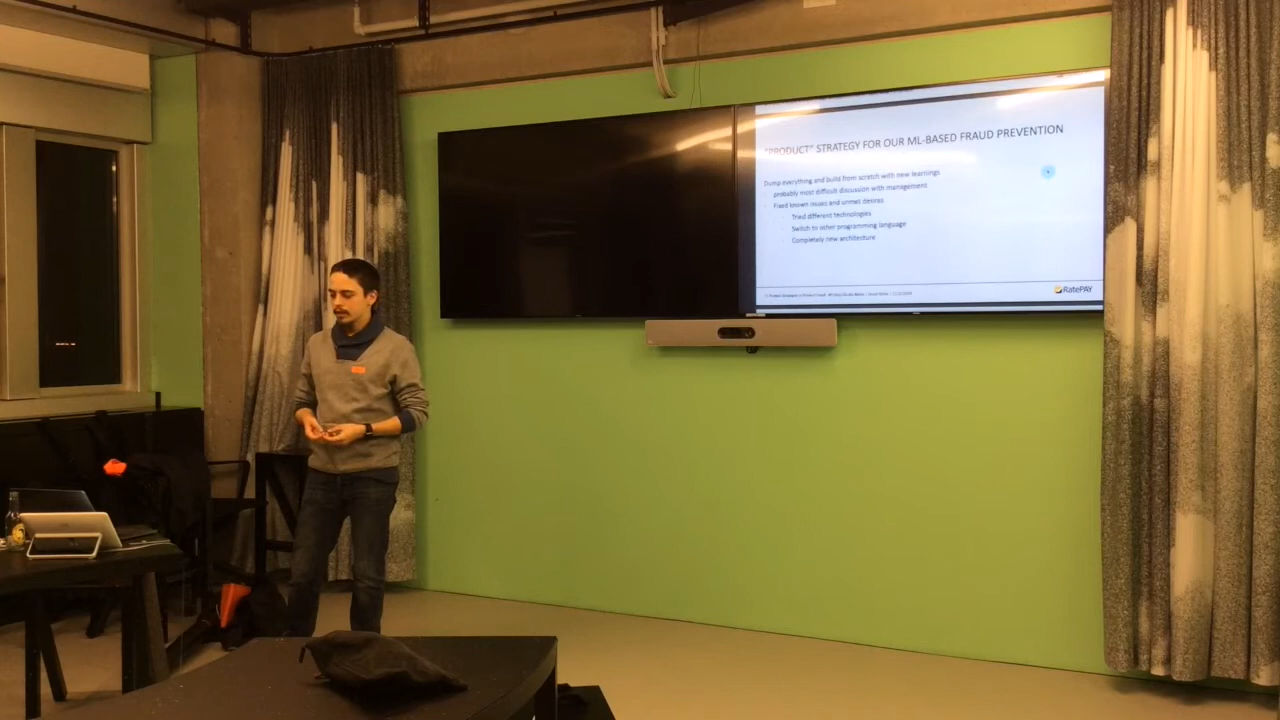 "PRODUCT" STRATEGY FOR OUR ML-BASED FRAUD PREVENTION
Dump everything and build from scratch with new learnings
probably most difficult discussion with management
Fixed known issues and unmet desires
Tried different technologies
Switch to other programming language
Completely new architecture
RatePAY